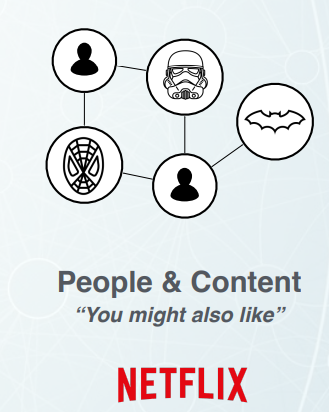 People & Content
“You might also like”
NETFLIX